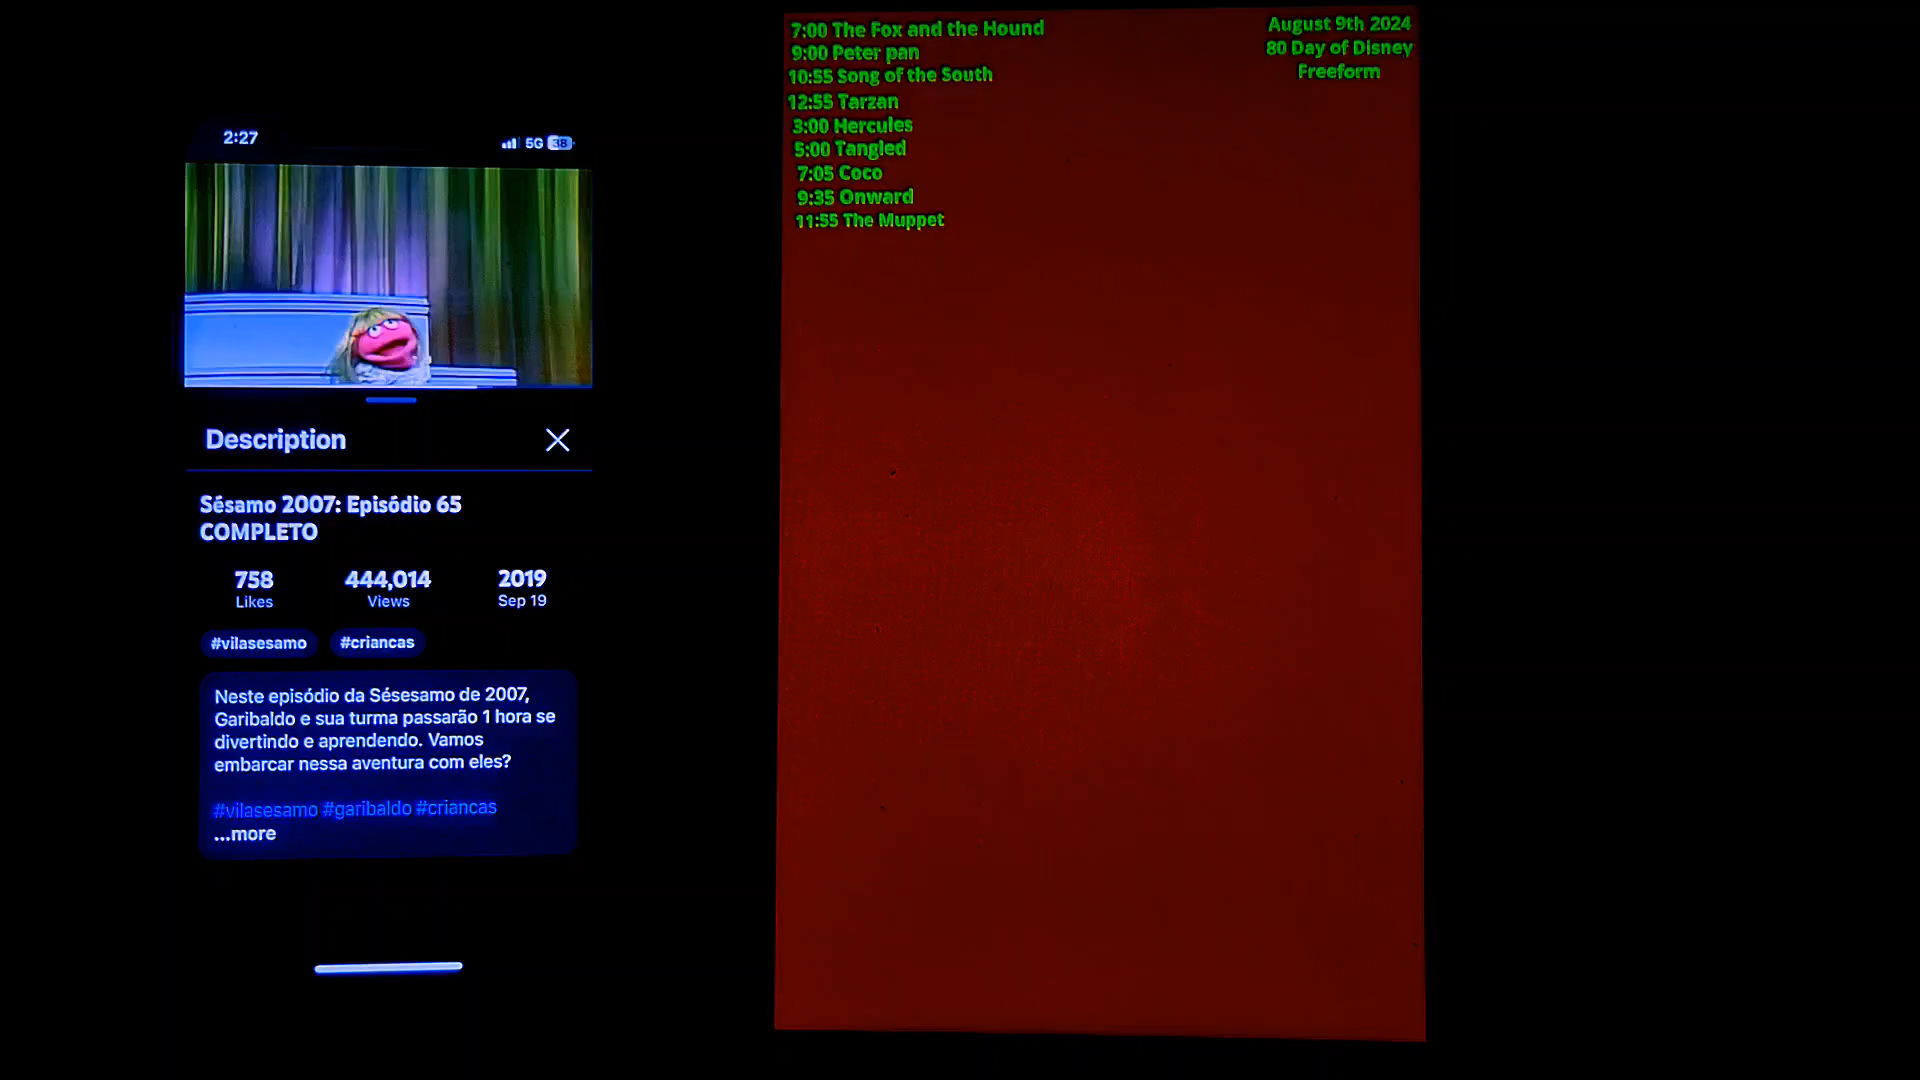 2:27
5G 38
Description
Sésamo 2007: Episódio 65
COMPLETO
758
Likes
444,014
Views
2019
Sep 19
#vilasesamo
#criancas
Neste episódio da Sésesamo de 2007,
Garibaldo e sua turma passarão 1 hora se
divertindo e aprendendo. Vamos
embarcar nessa aventura com eles?
#vilasesamo #garibaldo #criancas
...more
7:00 The Fox and the Hound
9:00 Peter pan
10:55 Song of the South
12:55 Tarzan
3:00 Hercules
5:00 Tangled
7:05 Coco
9:35 Onward
11:55 The Muppet
August 9th 2024
80 Day of Disney
Freeform